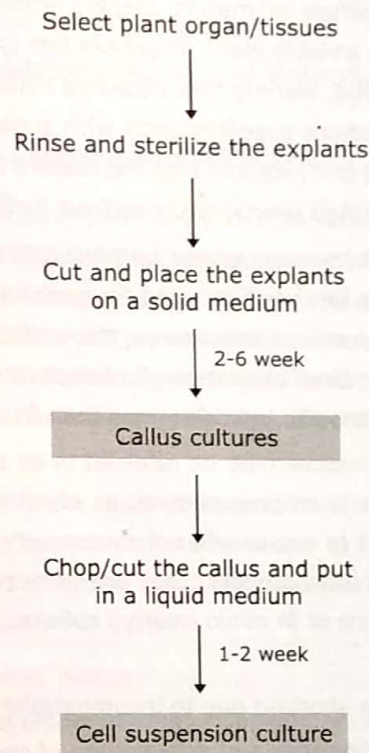 Select plant organ/tissues
Rinse and sterilize the explants
Cut and place the explants
on a solid medium
2-6 week
Callus cultures
Chop/cut the callus and put
in a liquid medium
1-2 week
Cell suspension culture